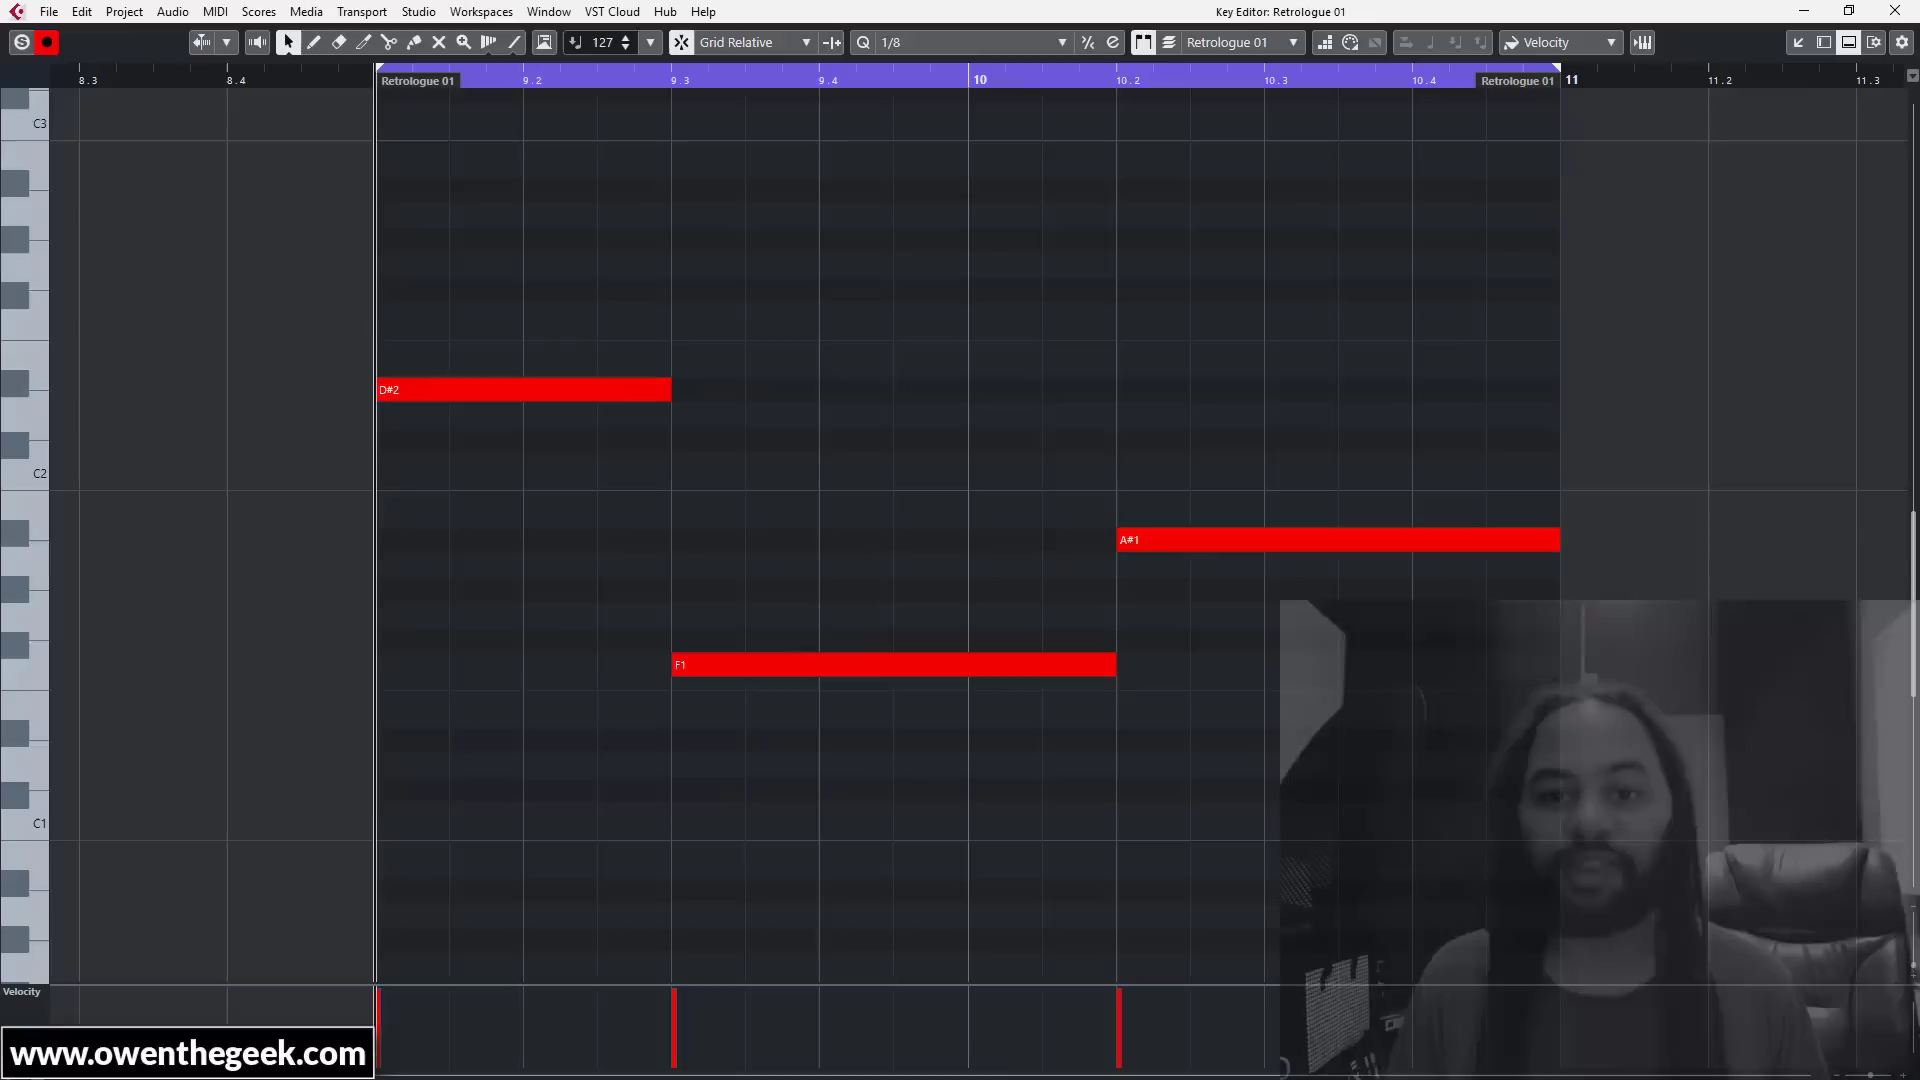 File Edit Project Audio MIDI Scores Media Transport Studio Workspaces Window VST Cloud Hub Help Key Editor: Retrologue 01
127 Grid Relative Q 1/8 Retrologue 01 Velocity
8.3 8.4 Retrologue 01 9.2 9.3 9.4 10 10.2 10.3 10.4 Retrologue 01 11 11.2 11.3
C3
D#2
C2
A#1
F1
C1
Velocity
www.owenthegeek.com